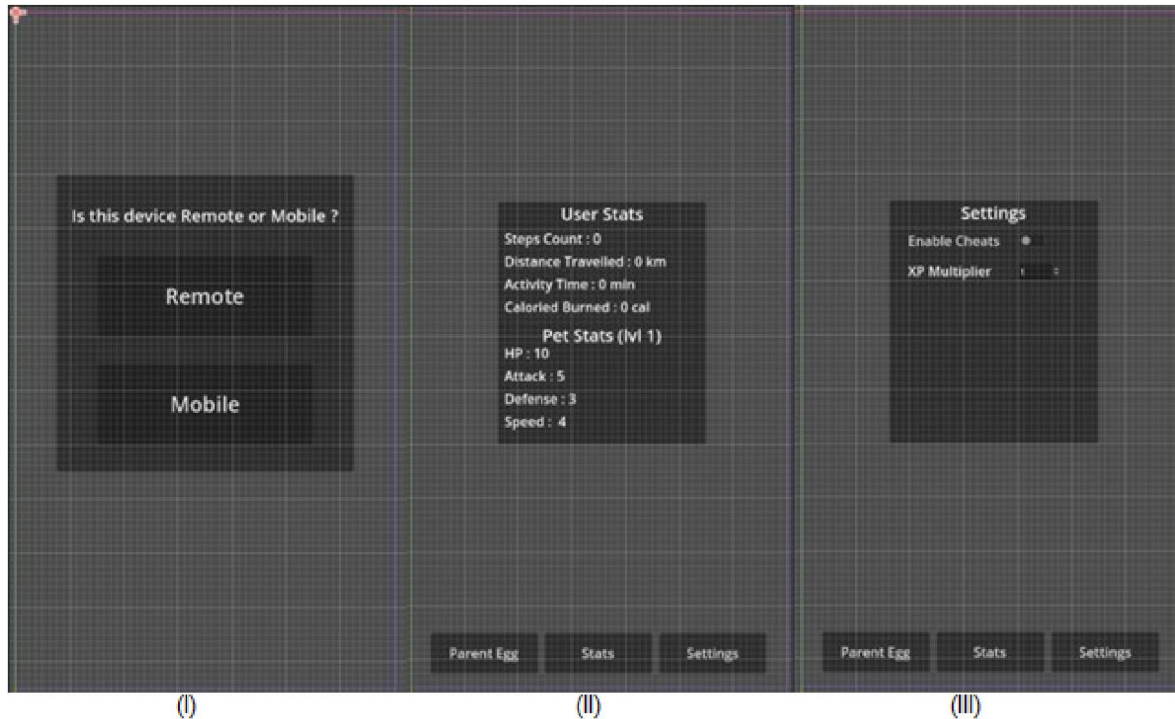 Is this device Remote or Mobile ?
Remote
Mobile
(I)
User Stats
Steps Count : 0
Distance Travelled : 0 km
Activity Time : 0 min
Caloried Burned : 0 cal
Pet Stats (lvl 1)
HP : 10
Attack : 5
Defense : 3
Speed : 4
Parent Egg
Stats
Settings
(II)
Settings
Enable Cheats
XP Multiplier 1
Parent Egg
Stats
Settings
(III)